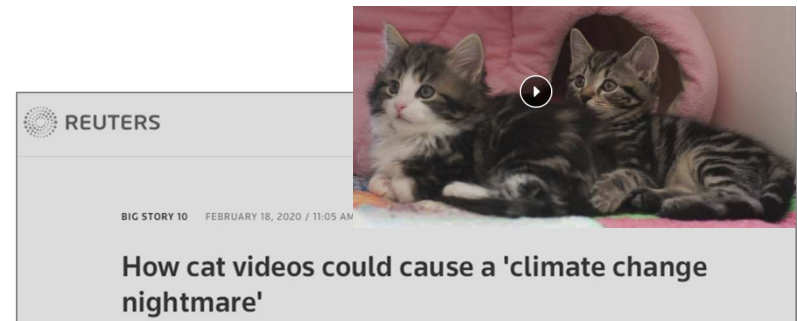 REUTERS
BIG STORY 10 FEBRUARY 18, 2020 / 11:05 AM
How cat videos could cause a 'climate change
nightmare'